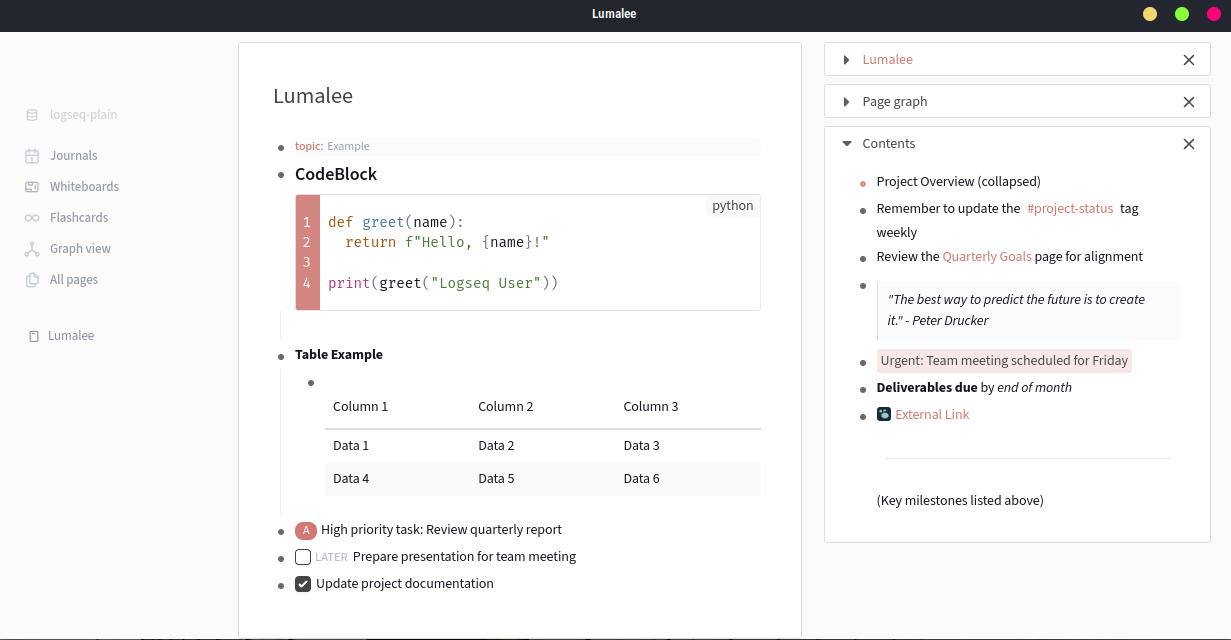 Lumalee
logseq-plain
Journals
Whiteboards
Flashcards
Graph view
All pages
Lumalee
Lumalee
topic: Example
CodeBlock
python
1 def greet(name):
2   return f"Hello, {name}!"
3
4 print(greet("Logseq User"))
Table Example
Column 1 Column 2 Column 3
Data 1 Data 2 Data 3
Data 4 Data 5 Data 6
A High priority task: Review quarterly report
LATER Prepare presentation for team meeting
Update project documentation
Lumalee
Page graph
Contents
Project Overview (collapsed)
Remember to update the #project-status tag
weekly
Review the Quarterly Goals page for alignment
"The best way to predict the future is to create
it." - Peter Drucker
Urgent: Team meeting scheduled for Friday
Deliverables due by end of month
External Link
(Key milestones listed above)